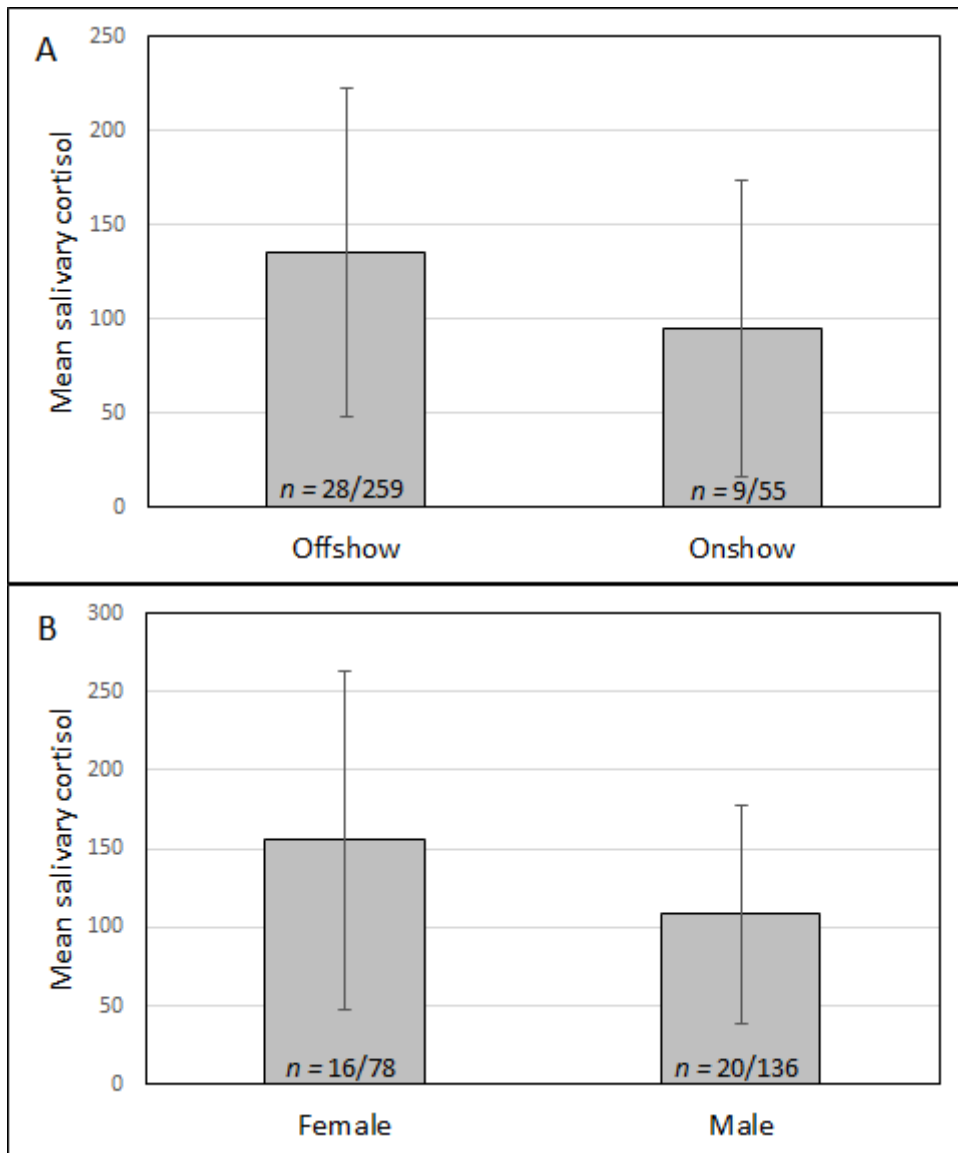 A
Mean salivary cortisol
250
200
150
100
50
0
n = 28/259
n = 9/55
Offshow
Onshow
B
Mean salivary cortisol
300
250
200
150
100
50
0
n = 16/78
n = 20/136
Female
Male